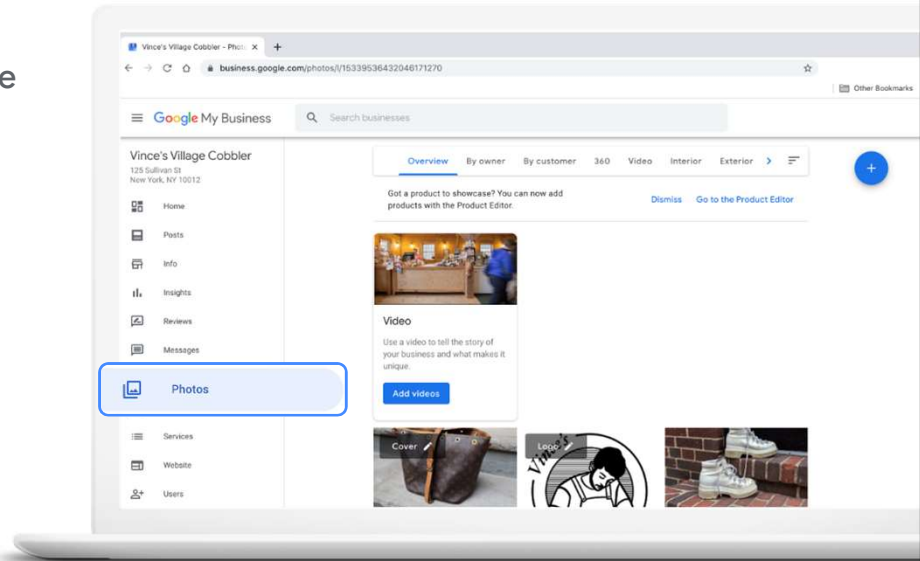 e
Vince's Village Cobbler - Phot
business.google.com/photos/l/15339536432046171270
Other Bookmarks
Google My Business
Search businesses
Vince's Village Cobbler
125 Sullivan St
New York, NY 10012
Home
Posts
Info
Insights
Reviews
Messages
Photos
Services
Website
Users
Overview By owner By customer 360 Video Interior Exterior
Got a product to showcase? You can now add
products with the Product Editor.
Dismiss Go to the Product Editor
Video
Use a video to tell the story of
your business and what makes it
unique.
Add videos
Cover
Logo
Vince's